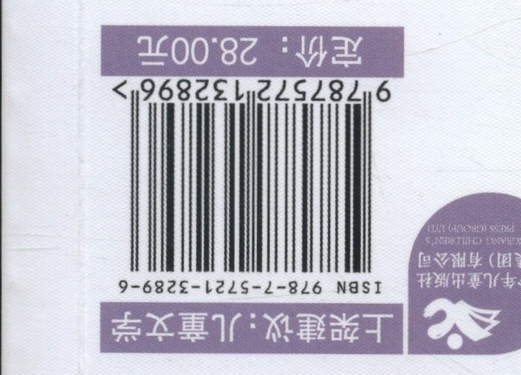 上架建议：儿童文学
ISBN 978-7-5721-3289-6
9 787572 132896 >
定价：28.00元
年儿童出版社
团）有限公司
CHILDREN'S
PRESS (GROUP) LTD